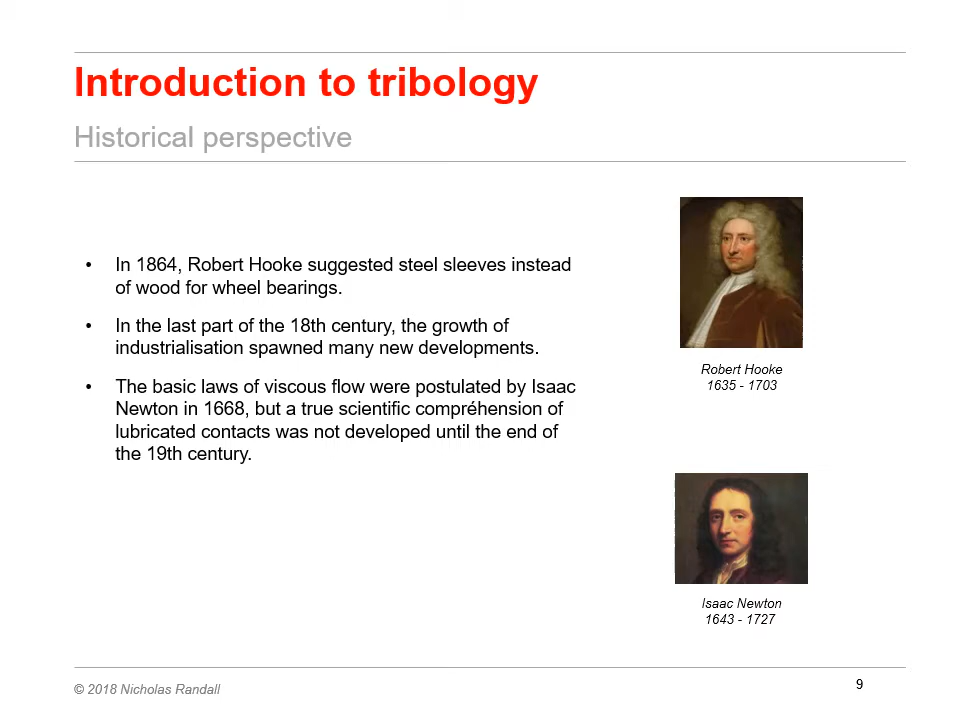 Introduction to tribology
Historical perspective
• In 1864, Robert Hooke suggested steel sleeves instead
of wood for wheel bearings.
• In the last part of the 18th century, the growth of
industrialisation spawned many new developments.
• The basic laws of viscous flow were postulated by Isaac
Newton in 1668, but a true scientific compréhension of
lubricated contacts was not developed until the end of
the 19th century.
Robert Hooke
1635 - 1703
Isaac Newton
1643 - 1727
© 2018 Nicholas Randall
9